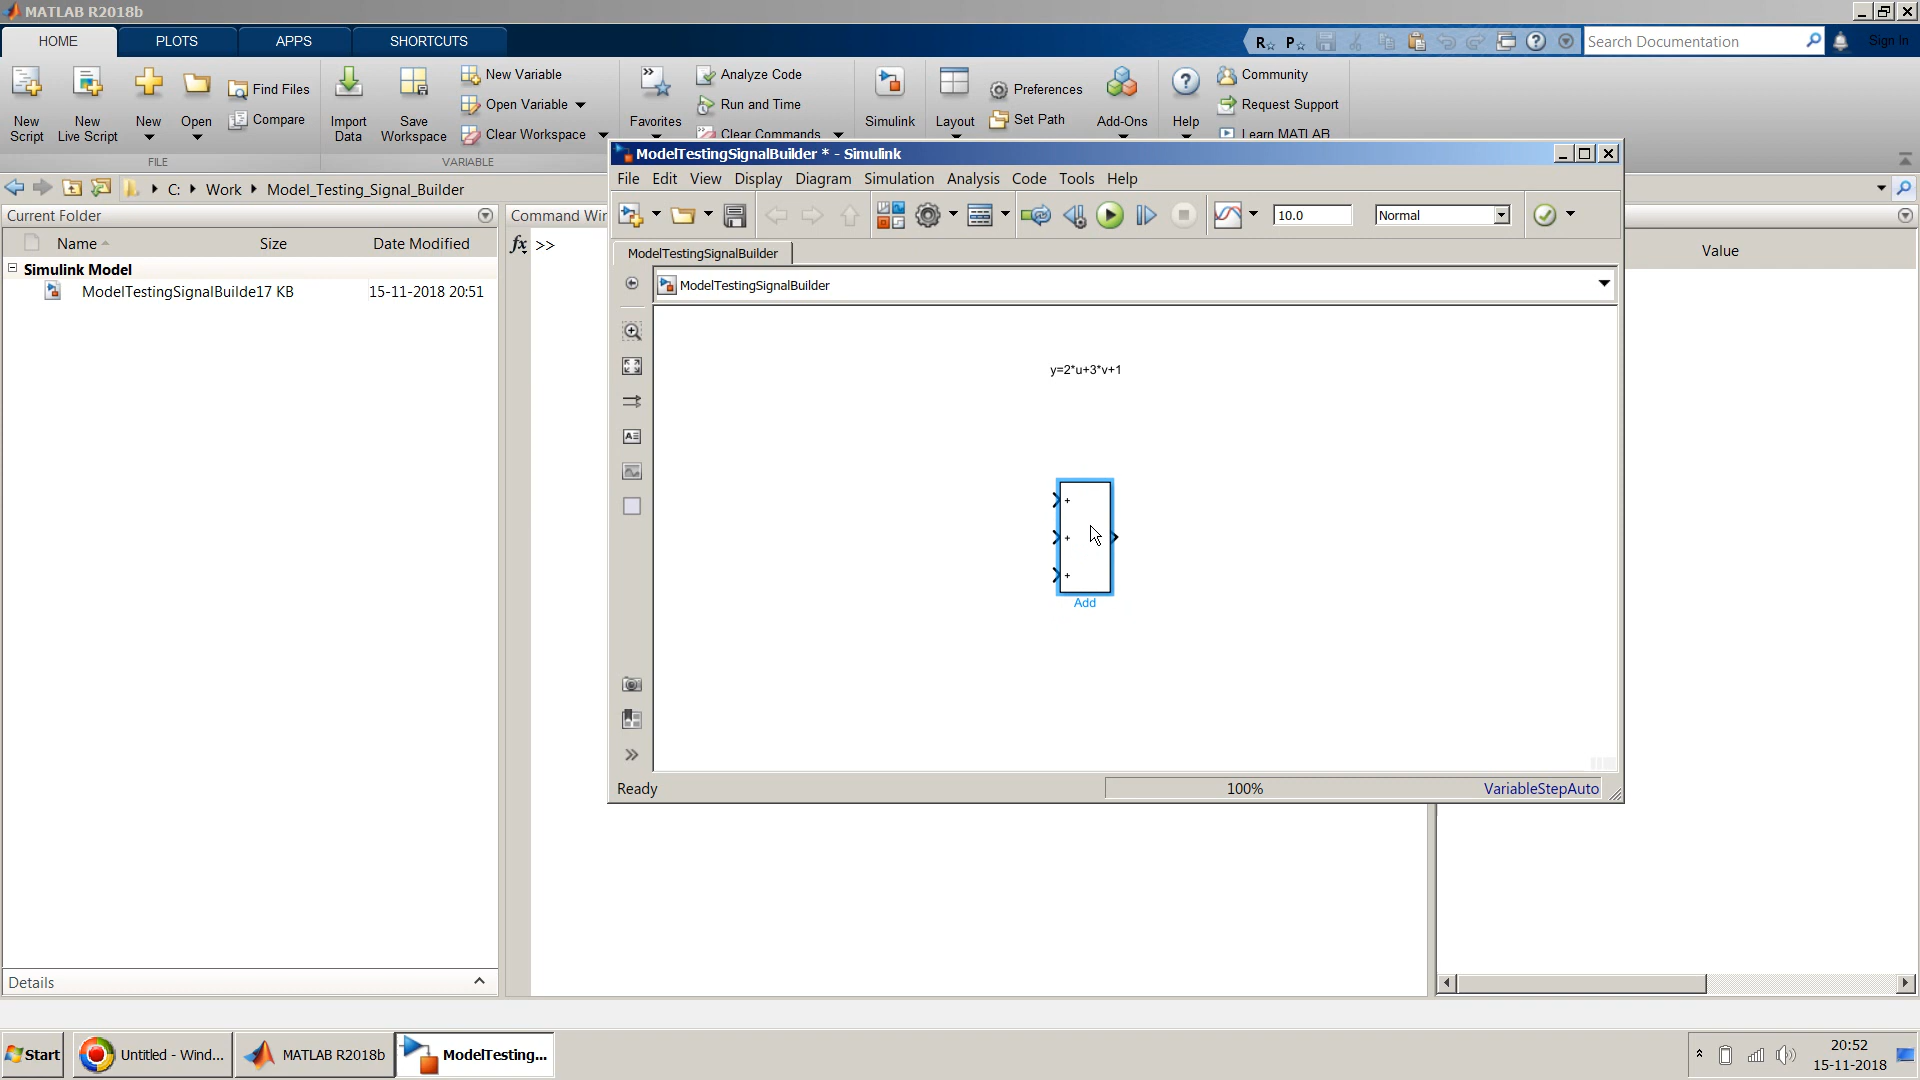 MATLAB R2018b
HOME
PLOTS
APPS
SHORTCUTS
Search Documentation
Sign In
New Script
New Live Script
New
Open
Find Files
Compare
FILE
Import Data
Save Workspace
New Variable
Open Variable
Clear Workspace
VARIABLE
Favorites
Analyze Code
Run and Time
Clear Commands
Simulink
Layout
Preferences
Set Path
Add-Ons
Help
Community
Request Support
Learn MATLAB
C: Work Model_Testing_Signal_Builder
Current Folder
Name Size Date Modified
Simulink Model
ModelTestingSignalBuilde17 KB 15-11-2018 20:51
Details
Command Wir
fx >>
Value
ModelTestingSignalBuilder * - Simulink
File Edit View Display Diagram Simulation Analysis Code Tools Help
10.0
Normal
ModelTestingSignalBuilder
ModelTestingSignalBuilder
y=2*u+3*v+1
+
+
+
Add
Ready
100%
VariableStepAuto
Start
Untitled - Wind...
MATLAB R2018b
ModelTesting...
20:52
15-11-2018